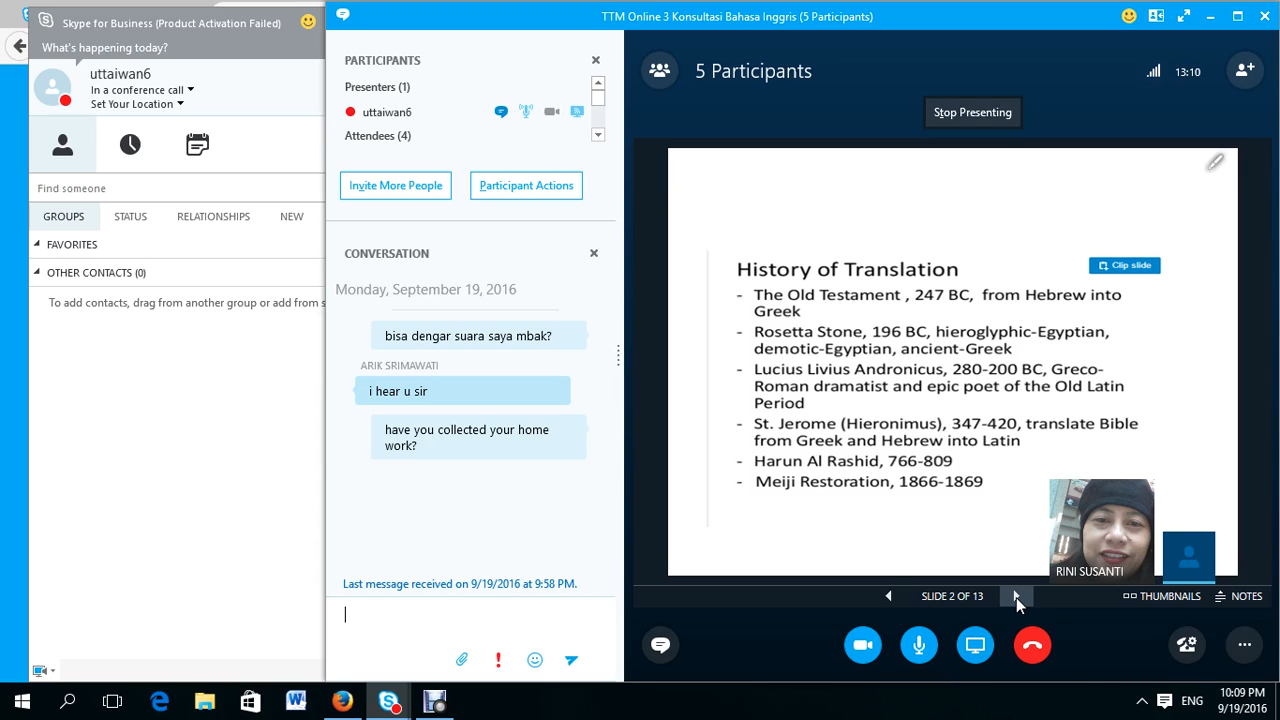 Skype for Business (Product Activation Failed)
What's happening today?
uttaiwan6
In a conference call
Set Your Location
Find someone
GROUPS STATUS RELATIONSHIPS NEW
FAVORITES
OTHER CONTACTS (0)
To add contacts, drag from another group or add from s
TTM Online 3 Konsultasi Bahasa Inggris (5 Participants)
PARTICIPANTS
Presenters (1)
uttaiwan6
Attendees (4)
Invite More People Participant Actions
CONVERSATION
Monday, September 19, 2016
bisa dengar suara saya mbak?
ARIK SRIMAWATI
i hear u sir
have you collected your home
work?
Last message received on 9/19/2016 at 9:58 PM.
5 Participants
13:10
Stop Presenting
History of Translation
Clip slide
- The Old Testament , 247 BC, from Hebrew into
Greek
- Rosetta Stone, 196 BC, hieroglyphic-Egyptian,
demotic-Egyptian, ancient-Greek
- Lucius Livius Andronicus, 280-200 BC, Greco-
Roman dramatist and epic poet of the Old Latin
Period
- St. Jerome (Hieronimus), 347-420, translate Bible
from Greek and Hebrew into Latin
- Harun Al Rashid, 766-809
- Meiji Restoration, 1866-1869
RINI SUSANTI
SLIDE 2 OF 13
THUMBNAILS
NOTES
ENG
10:09 PM
9/19/2016